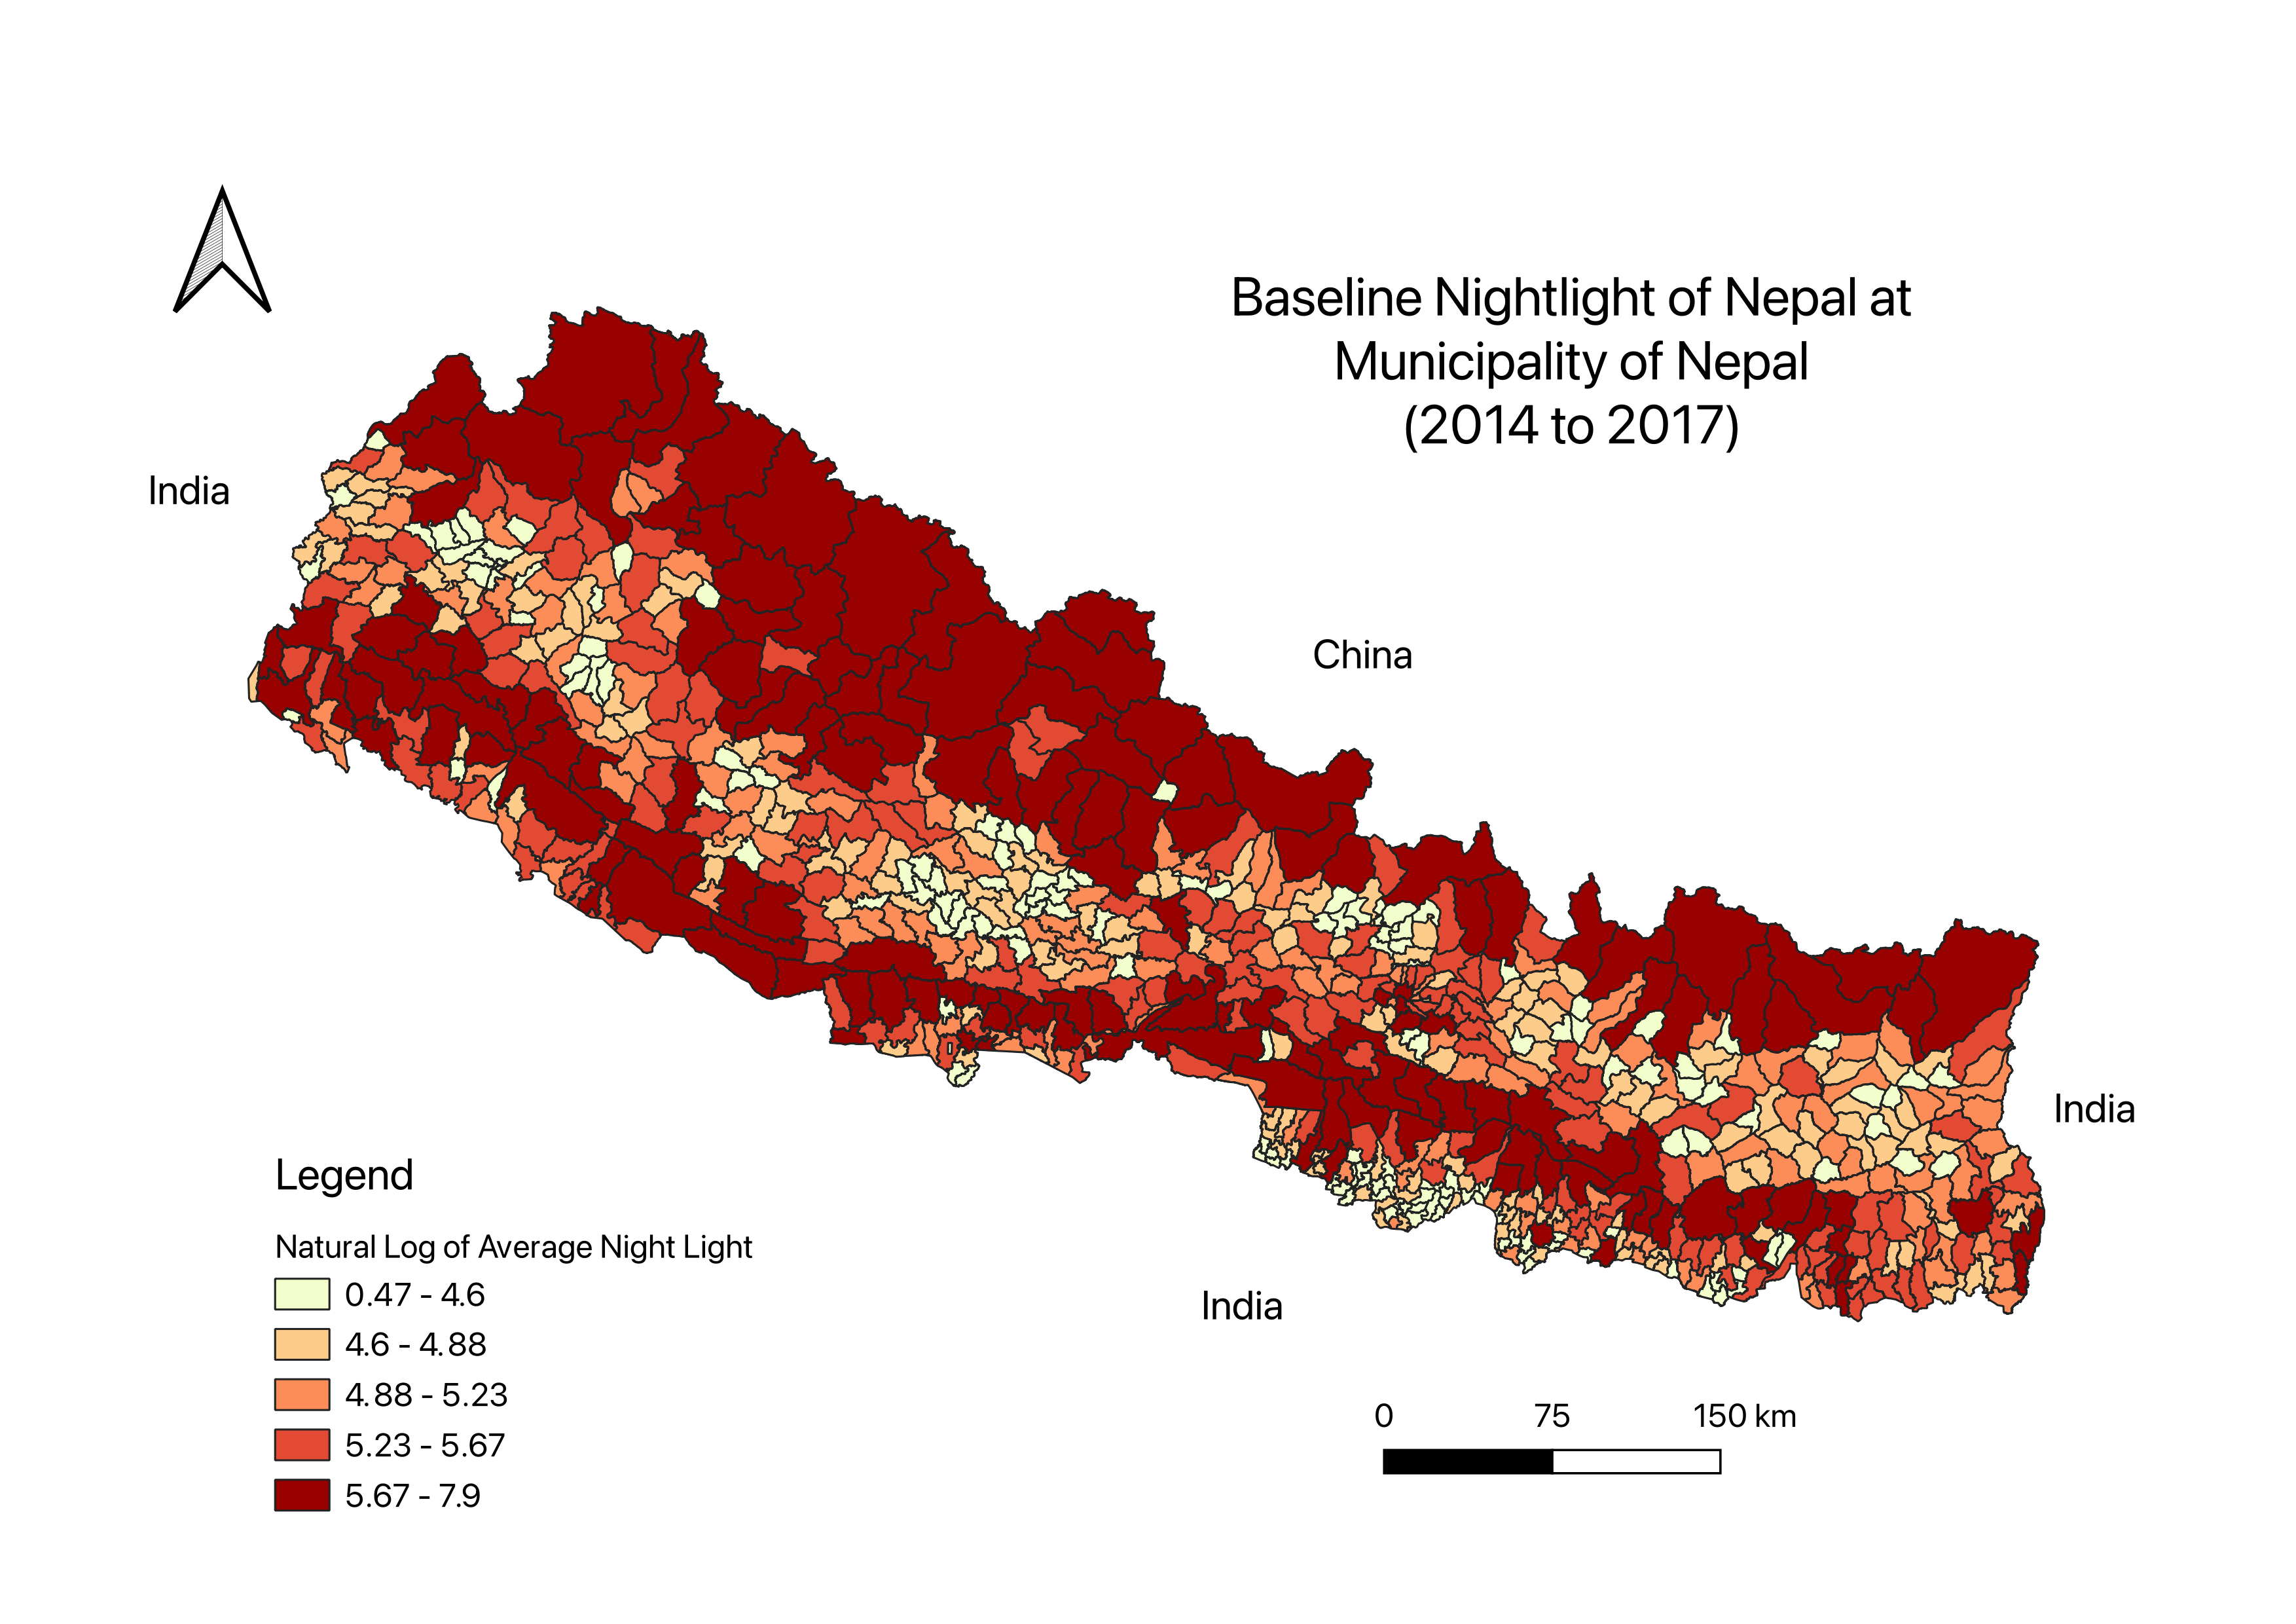 Baseline Nightlight of Nepal at
Municipality of Nepal
(2014 to 2017)
India
China
India
India
Legend
Natural Log of Average Night Light
0.47 - 4.6
4.6 - 4.88
4.88 - 5.23
5.23 - 5.67
5.67 - 7.9
0 75 150 km